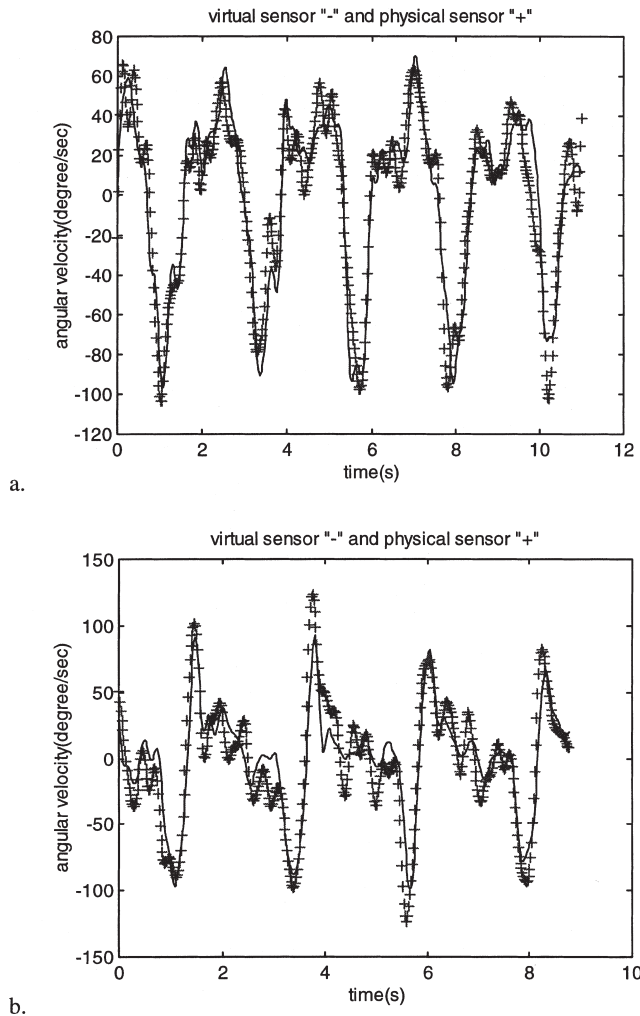 virtual sensor "-" and physical sensor "+"
80
60
40
20
0
-20
-40
-60
-80
-100
-120
angular velocity(degree/sec)
0 2 4 6 8 10 12
time(s)
a.
virtual sensor "-" and physical sensor "+"
150
100
50
0
-50
-100
-150
angular velocity(degree/sec)
0 2 4 6 8 10
time(s)
b.